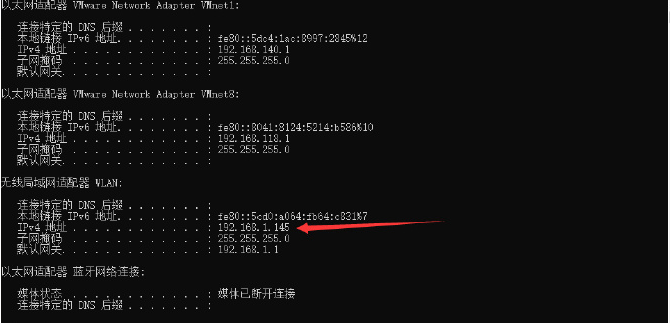 以太网适配器 VMware Network Adapter VMnet1:
连接特定的 DNS 后缀 . . . . . . . :
本地链接 IPv6 地址. . . . . . . . : fe80::5dc4:1ac:8997:2845%12
IPv4 地址 . . . . . . . . . . . . : 192.168.140.1
子网掩码 . . . . . . . . . . . . : 255.255.255.0
默认网关. . . . . . . . . . . . . :
以太网适配器 VMware Network Adapter VMnet8:
连接特定的 DNS 后缀 . . . . . . . :
本地链接 IPv6 地址. . . . . . . . : fe80::8041:8124:5214:b586%10
IPv4 地址 . . . . . . . . . . . . : 192.168.118.1
子网掩码 . . . . . . . . . . . . : 255.255.255.0
默认网关. . . . . . . . . . . . . :
无线局域网适配器 WLAN:
连接特定的 DNS 后缀 . . . . . . . :
本地链接 IPv6 地址. . . . . . . . : fe80::5cd0:a064:fb64:c831%7
IPv4 地址 . . . . . . . . . . . . : 192.168.1.145
子网掩码 . . . . . . . . . . . . : 255.255.255.0
默认网关. . . . . . . . . . . . . : 192.168.1.1
以太网适配器 蓝牙网络连接:
媒体状态 . . . . . . . . . . . . : 媒体已断开连接
连接特定的 DNS 后缀 . . . . . . . :